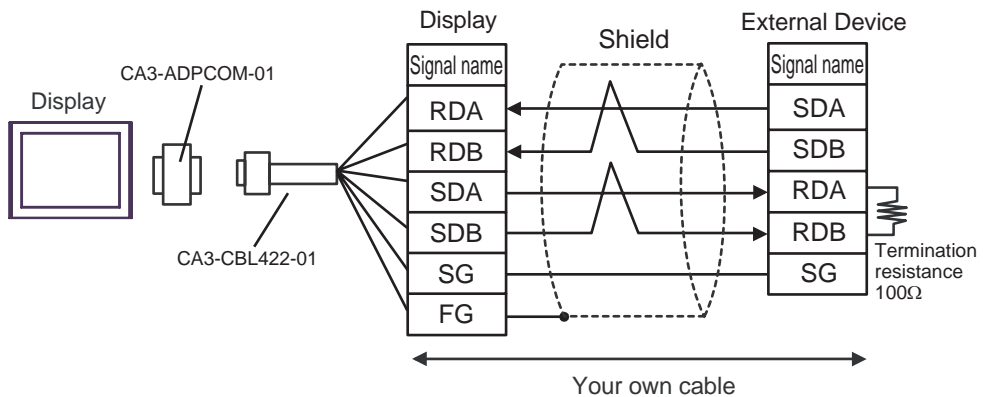 Display
External Device
Shield
Signal name
Signal name
CA3-ADPCOM-01
Display
RDA
SDA
RDB
SDB
SDA
RDA
SDB
RDB
CA3-CBL422-01
SG
SG
Termination
resistance
100Ω
FG
Your own cable